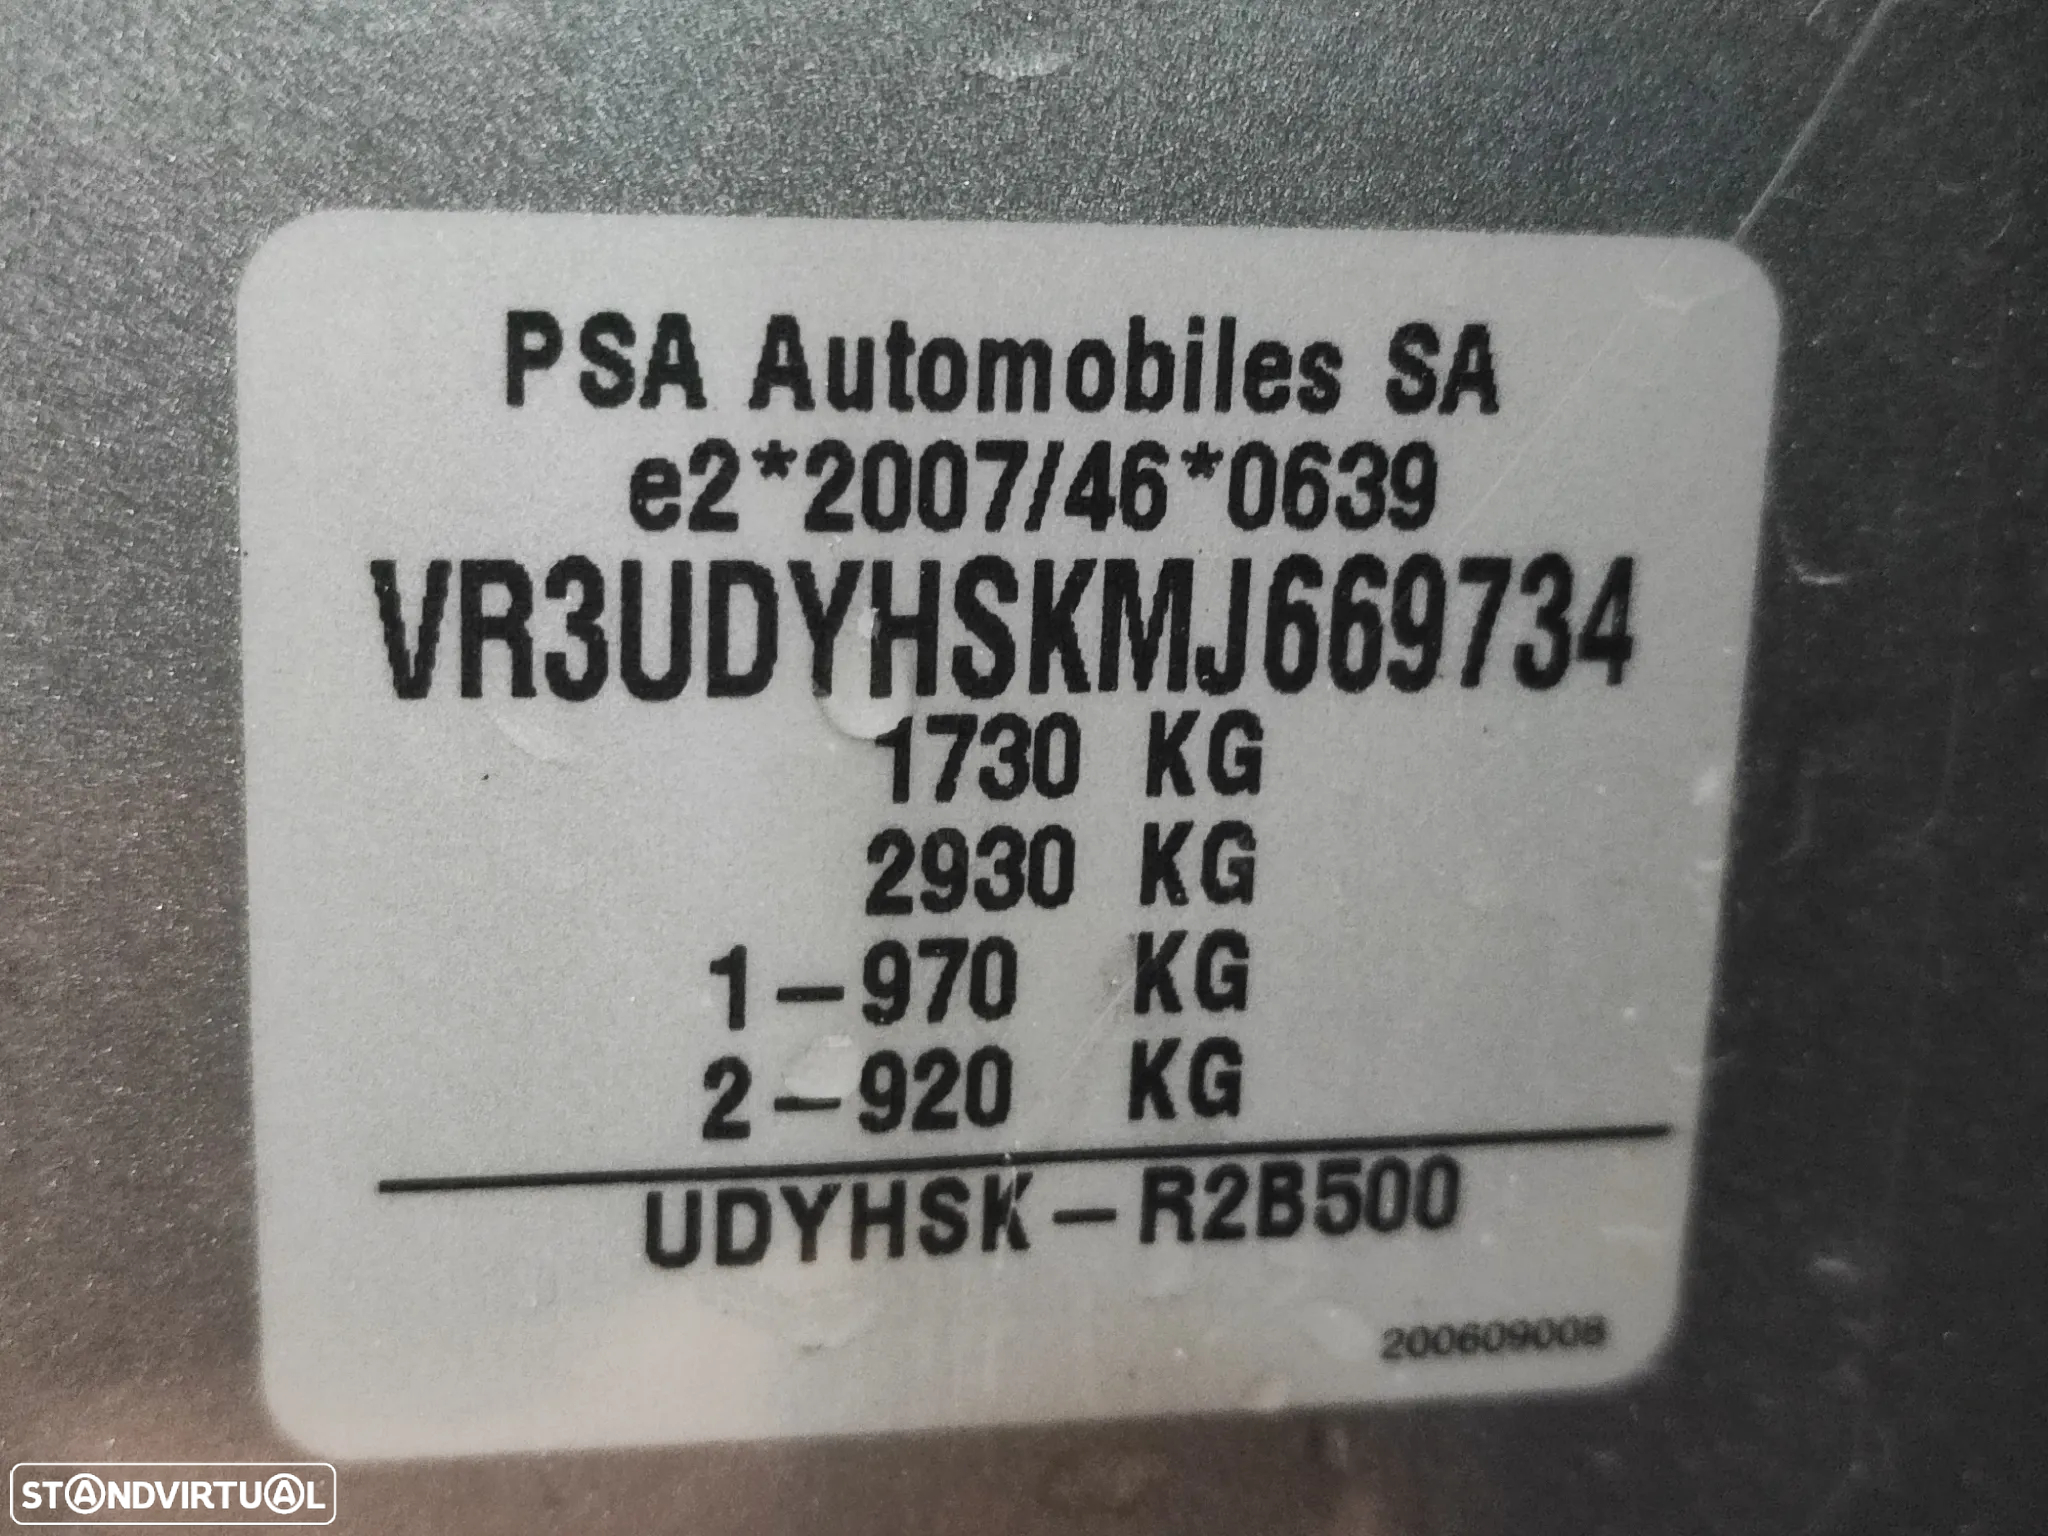 PSA Automobiles SA
e2*2007/46*0639
VR3UDYHSKMJ669734
1730 KG
2930 KG
1-970 KG
2-920 KG
UDYHSK-R2B500
200609008
STANDVIRTUAL